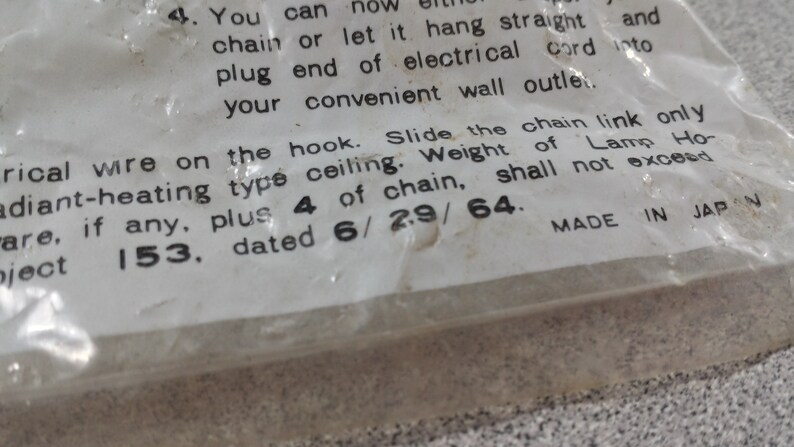 4. You can now
chain or let it hang straight and
plug end of electrical cord into
your convenient wall outlet.
rical wire on the hook. Slide the chain link only
adiant-heating type ceiling. Weight of Lamp Ho-
are, if any, plus 4 of chain, shall not exceed
oject 153, dated 6/29/64.
MADE IN JAPAN